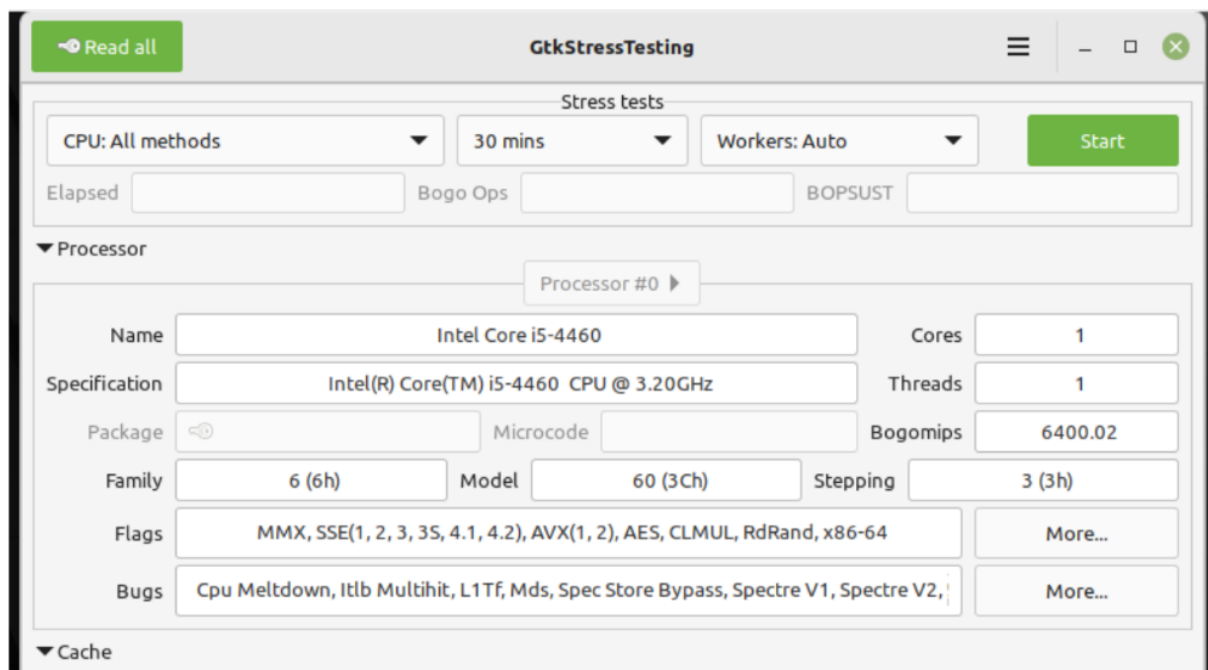 Read all
GtkStressTesting
Stress tests
CPU: All methods 30 mins Workers: Auto Start
Elapsed Bogo Ops BOPSUST
Processor
Processor #0
Name Intel Core i5-4460 Cores 1
Specification Intel(R) Core(TM) i5-4460 CPU @ 3.20GHz Threads 1
Package Microcode Bogomips 6400.02
Family 6 (6h) Model 60 (3Ch) Stepping 3 (3h)
Flags MMX, SSE(1, 2, 3, 3S, 4.1, 4.2), AVX(1, 2), AES, CLMUL, RdRand, x86-64 More...
Bugs Cpu Meltdown, Itlb Multihit, L1Tf, Mds, Spec Store Bypass, Spectre V1, Spectre V2, More...
Cache